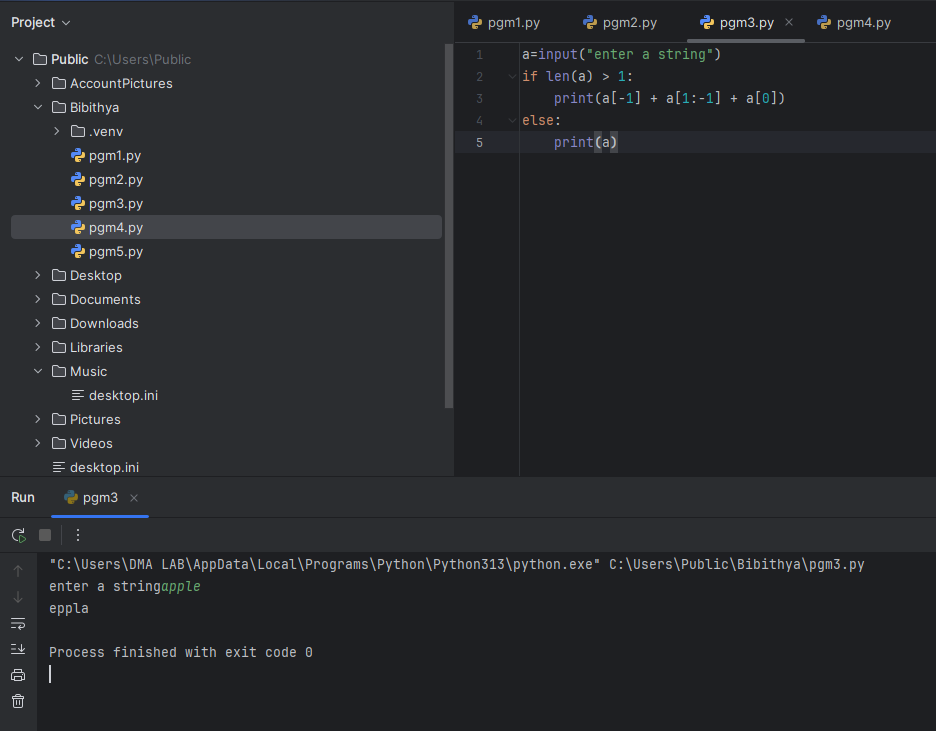 Project
Public C:\Users\Public
AccountPictures
Bibithya
.venv
pgm1.py
pgm2.py
pgm3.py
pgm4.py
pgm5.py
Desktop
Documents
Downloads
Libraries
Music
desktop.ini
Pictures
Videos
desktop.ini
pgm1.py pgm2.py pgm3.py pgm4.py
1 a=input("enter a string")
2 if len(a) > 1:
3 print(a[-1] + a[1:-1] + a[0])
4 else:
5 print(a)
Run pgm3
"C:\Users\DMA LAB\AppData\Local\Programs\Python\Python313\python.exe" C:\Users\Public\Bibithya\pgm3.py
enter a stringapple
eppla
Process finished with exit code 0